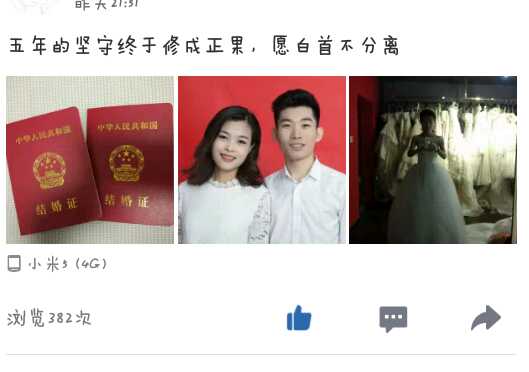 昨天21:51
五年的坚守终于修成正果，愿白首不分离
中华人民共和国
结婚证
中华人民共和国
结婚证
小米5 (4G)
浏览382次